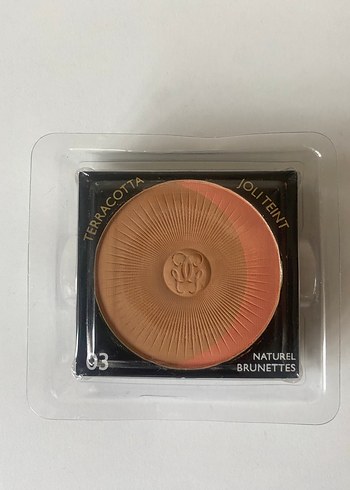 TERRACOTTA
JOLI TEINT
03
NATUREL
BRUNETTES